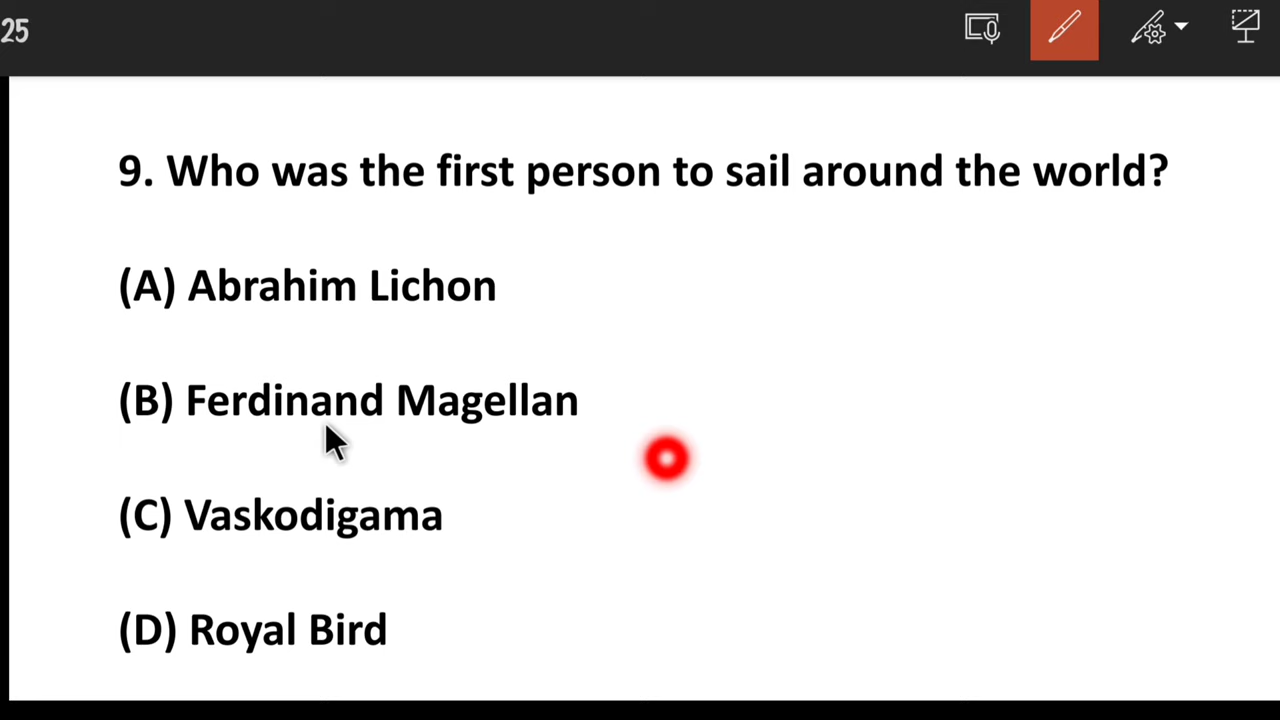 25
9. Who was the first person to sail around the world?
(A) Abrahim Lichon
(B) Ferdinand Magellan
(C) Vaskodigama
(D) Royal Bird